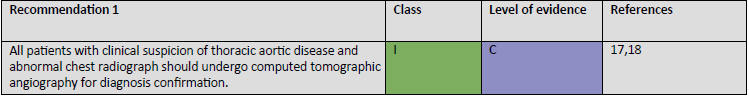 Recommendation 1 Class Level of evidence References
All patients with clinical suspicion of thoracic aortic disease and I C 17,18
abnormal chest radiograph should undergo computed tomographic
angiography for diagnosis confirmation.